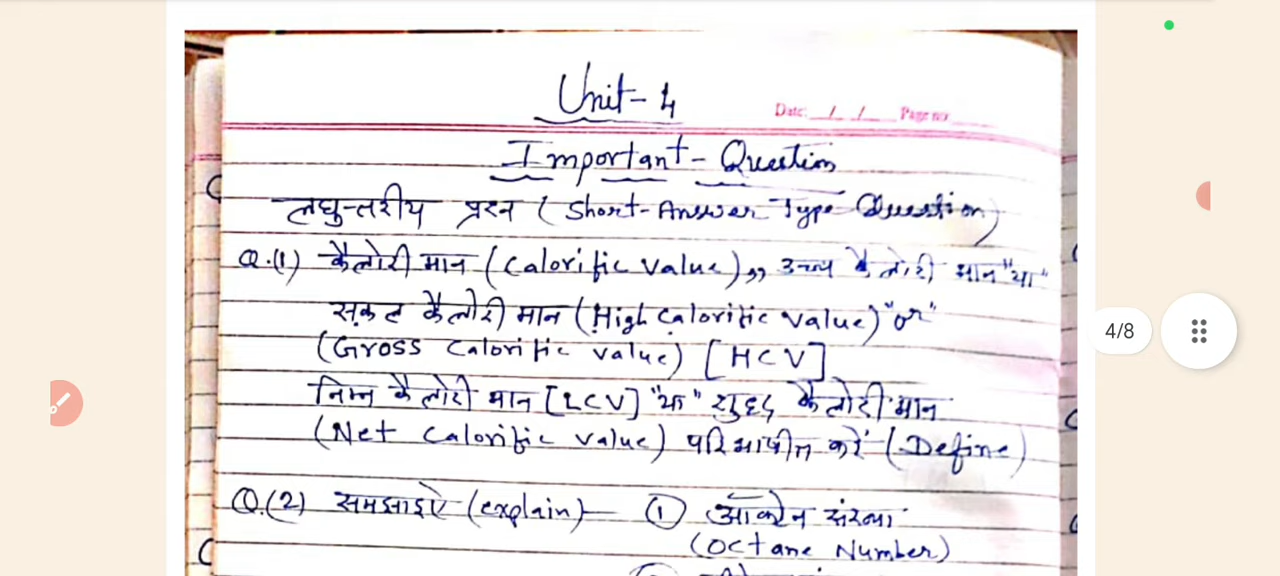 Unit-4
Date: / / Page no
Important-Question
लघु-तरीय प्रश्न (Short-Answer Type Question)
Q.(1) कैलोरी मान (Calorific Value) ,, उच्च कैलोरी मान "या"
सकल कैलोरी मान (High Calorific Value) "or"
(Gross Calorific Value) [HCV]
निम्न कैलोरी मान [LCV] "या" शुद्ध कैलोरी मान
(Net Calorific Value) परिभाषीत करें (Define)
Q.(2) समझाइऐ (explain)— ① आक्टेन संख्या
(Octane Number)
4/8